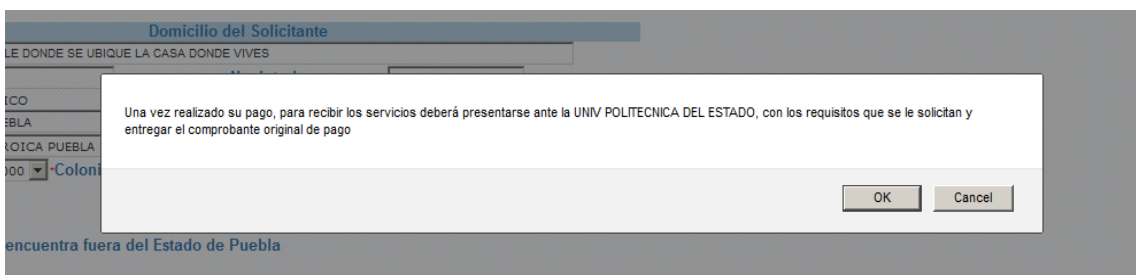 Domicilio del Solicitante
LE DONDE SE UBIQUE LA CASA DONDE VIVES
ICO
EBLA
ROICA PUEBLA
000 *Coloni
Una vez realizado su pago, para recibir los servicios deberá presentarse ante la UNIV POLITECNICA DEL ESTADO, con los requisitos que se le solicitan y
entregar el comprobante original de pago
OK Cancel
encuentra fuera del Estado de Puebla